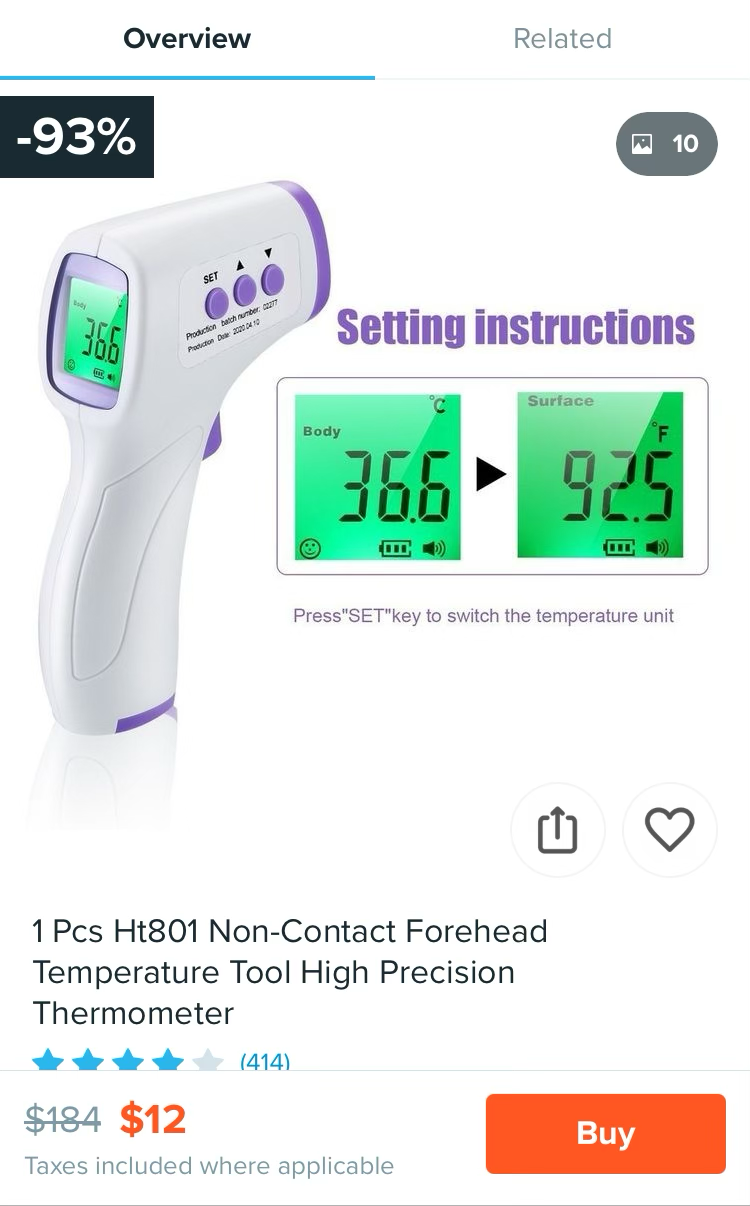 Overview
Related
-93%
10
SET
Body
°C
36.6
Production batch number: 02277
Production Date: 2020.04.10
Setting instructions
°C
Body
36.6
Surface
°F
92.5
Press"SET"key to switch the temperature unit
1 Pcs Ht801 Non-Contact Forehead
Temperature Tool High Precision
Thermometer
(414)
$184 $12
Taxes included where applicable
Buy